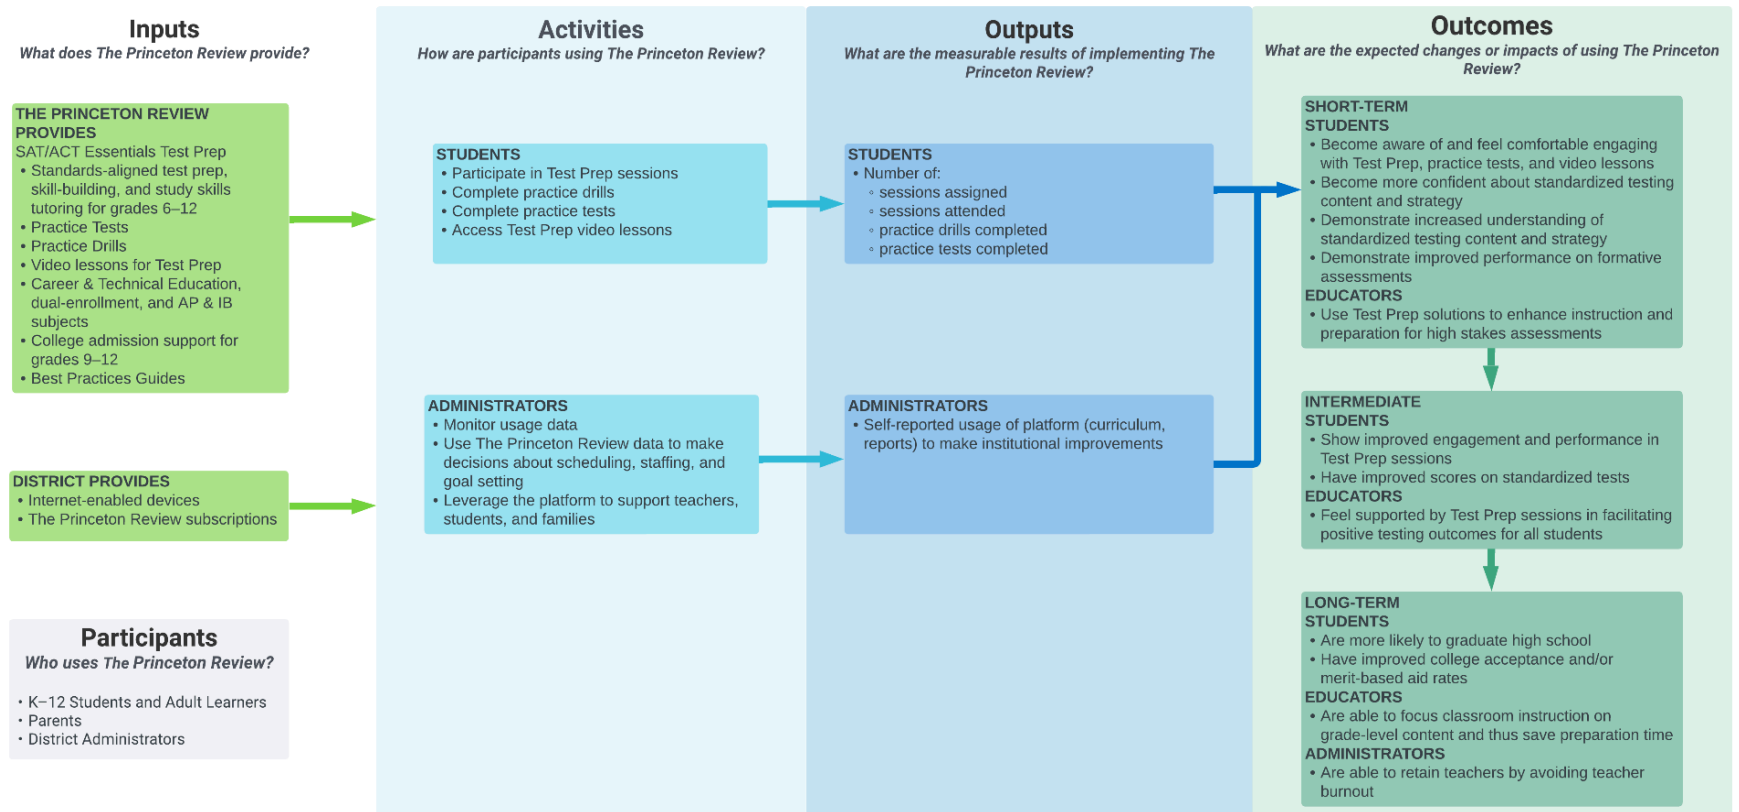 Inputs
What does The Princeton Review provide?
THE PRINCETON REVIEW
PROVIDES
SAT/ACT Essentials Test Prep
• Standards-aligned test prep,
skill-building, and study skills
tutoring for grades 6–12
• Practice Tests
• Practice Drills
• Video lessons for Test Prep
• Career & Technical Education,
dual-enrollment, and AP & IB
subjects
• College admission support for
grades 9–12
• Best Practices Guides
DISTRICT PROVIDES
• Internet-enabled devices
• The Princeton Review subscriptions
Participants
Who uses The Princeton Review?
• K–12 Students and Adult Learners
• Parents
• District Administrators
Activities
How are participants using The Princeton Review?
STUDENTS
• Participate in Test Prep sessions
• Complete practice drills
• Complete practice tests
• Access Test Prep video lessons
ADMINISTRATORS
• Monitor usage data
• Use The Princeton Review data to make
decisions about scheduling, staffing, and
goal setting
• Leverage the platform to support teachers,
students, and families
Outputs
What are the measurable results of implementing The
Princeton Review?
STUDENTS
• Number of:
◦ sessions assigned
◦ sessions attended
◦ practice drills completed
◦ practice tests completed
ADMINISTRATORS
• Self-reported usage of platform (curriculum,
reports) to make institutional improvements
Outcomes
What are the expected changes or impacts of using The Princeton
Review?
SHORT-TERM
STUDENTS
• Become aware of and feel comfortable engaging
with Test Prep, practice tests, and video lessons
• Become more confident about standardized testing
content and strategy
• Demonstrate increased understanding of
standardized testing content and strategy
• Demonstrate improved performance on formative
assessments
EDUCATORS
• Use Test Prep solutions to enhance instruction and
preparation for high stakes assessments
INTERMEDIATE
STUDENTS
• Show improved engagement and performance in
Test Prep sessions
• Have improved scores on standardized tests
EDUCATORS
• Feel supported by Test Prep sessions in facilitating
positive testing outcomes for all students
LONG-TERM
STUDENTS
• Are more likely to graduate high school
• Have improved college acceptance and/or
merit-based aid rates
EDUCATORS
• Are able to focus classroom instruction on
grade-level content and thus save preparation time
ADMINISTRATORS
• Are able to retain teachers by avoiding teacher
burnout